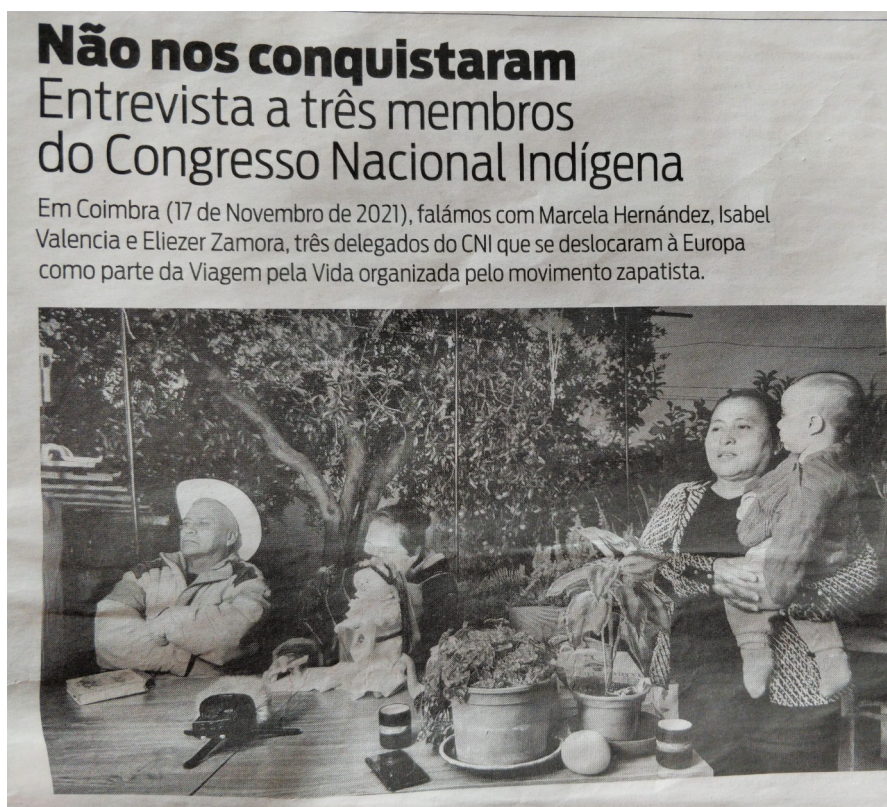 Não nos conquistaram
Entrevista a três membros
do Congresso Nacional Indígena
Em Coimbra (17 de Novembro de 2021), falámos com Marcela Hernández, Isabel
Valencia e Eliezer Zamora, três delegados do CNI que se deslocaram à Europa
como parte da Viagem pela Vida organizada pelo movimento zapatista.